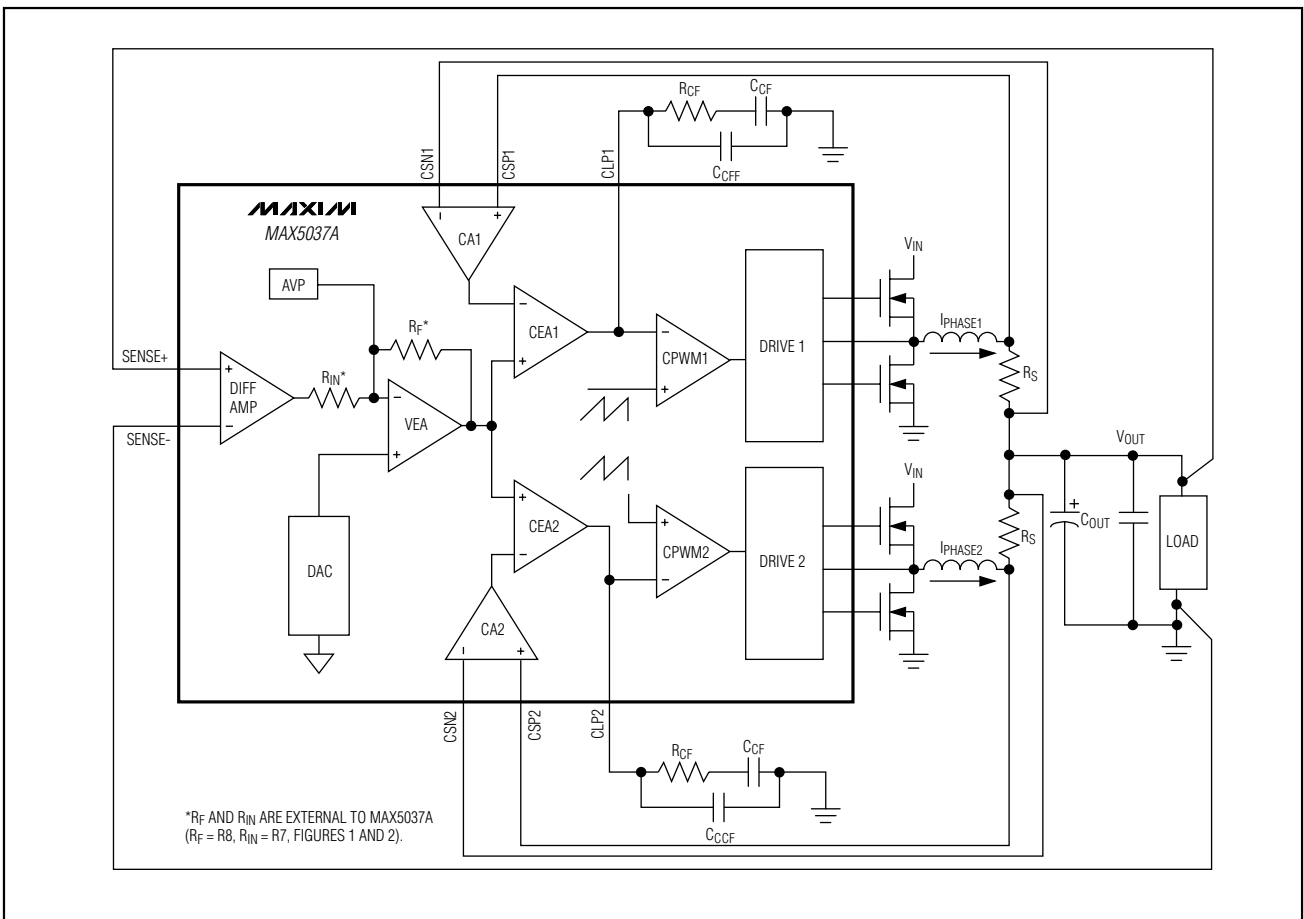 RCF
CCF
CCFF
CSN1
CSP1
CLP1
MAXIM
MAX5037A
CA1
AVP
RF*
CEA1
CPWM1
DRIVE 1
VIN
IPHASE1
RS
SENSE+
DIFF
AMP
RIN*
VEA
SENSE-
VOUT
DAC
CEA2
CPWM2
DRIVE 2
VIN
IPHASE2
RS
COUT
LOAD
CA2
CSN2
CSP2
CLP2
RCF
CCF
CCCF
*RF AND RIN ARE EXTERNAL TO MAX5037A
(RF = R8, RIN = R7, FIGURES 1 AND 2).